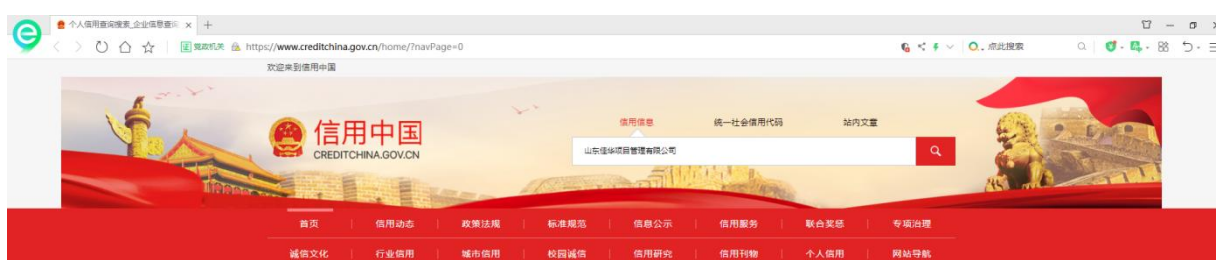 个人信用查询搜索_企业信息查询
党政机关 https://www.creditchina.gov.cn/home/?navPage=0 点此搜索
欢迎来到信用中国
信用信息 统一社会信用代码 站内文章
信用中国
CREDITCHINA.GOV.CN
山东佳华项目管理有限公司
首页 信用动态 政策法规 标准规范 信息公示 信用服务 联合奖惩 专项治理
诚信文化 行业信用 城市信用 校园诚信 信用研究 信用刊物 个人信用 网站导航